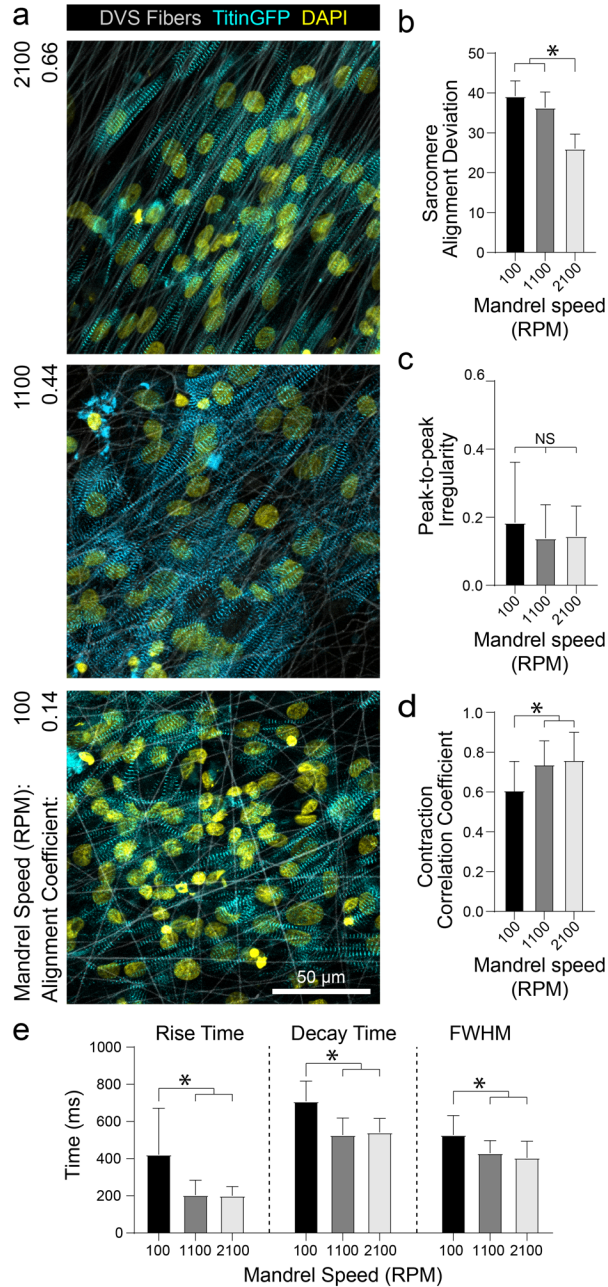 a
DVS Fibers TitinGFP DAPI
2100
0.66
1100
0.44
Mandrel Speed (RPM): 100
Alignment Coefficient: 0.14
50 µm
b
Sarcomere
Alignment Deviation
50
40
30
20
10
0
*
100 1100 2100
Mandrel speed
(RPM)
c
Peak-to-peak
Irregularity
0.6
0.4
0.2
0.0
NS
100 1100 2100
Mandrel speed
(RPM)
d
Contraction
Correlation Coefficient
1.0
0.8
0.6
0.4
0.2
0.0
*
100 1100 2100
Mandrel speed
(RPM)
e
Rise Time Decay Time FWHM
Time (ms)
1000
800
600
400
200
0
* * *
100 1100 2100 100 1100 2100 100 1100 2100
Mandrel Speed (RPM)